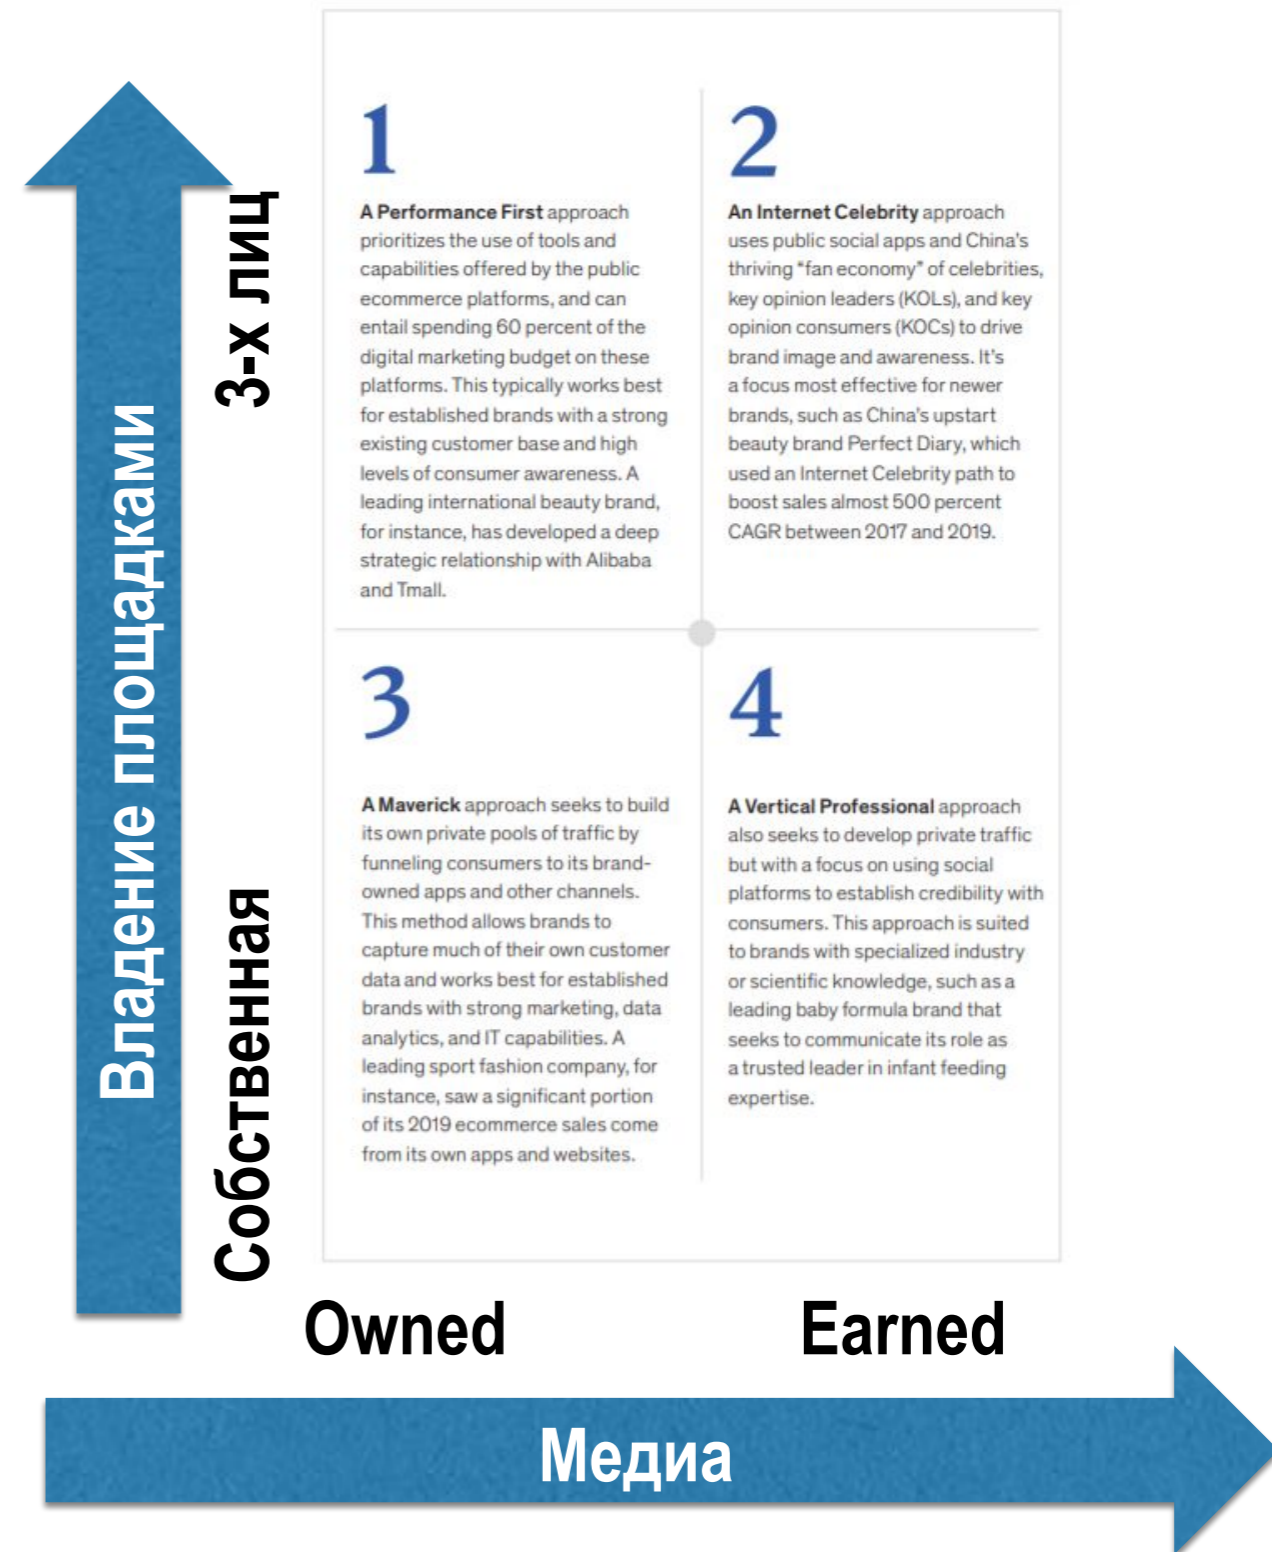 Владение площадками
3-х лиц
Собственная
1
A Performance First approach
prioritizes the use of tools and
capabilities offered by the public
ecommerce platforms, and can
entail spending 60 percent of the
digital marketing budget on these
platforms. This typically works best
for established brands with a strong
existing customer base and high
levels of consumer awareness. A
leading international beauty brand,
for instance, has developed a deep
strategic relationship with Alibaba
and Tmall.
2
An Internet Celebrity approach
uses public social apps and China's
thriving "fan economy" of celebrities,
key opinion leaders (KOLs), and key
opinion consumers (KOCs) to drive
brand image and awareness. It's
a focus most effective for newer
brands, such as China's upstart
beauty brand Perfect Diary, which
used an Internet Celebrity path to
boost sales almost 500 percent
CAGR between 2017 and 2019.
3
A Maverick approach seeks to build
its own private pools of traffic by
funneling consumers to its brand-
owned apps and other channels.
This method allows brands to
capture much of their own customer
data and works best for established
brands with strong marketing, data
analytics, and IT capabilities. A
leading sport fashion company, for
instance, saw a significant portion
of its 2019 ecommerce sales come
from its own apps and websites.
4
A Vertical Professional approach
also seeks to develop private traffic
but with a focus on using social
platforms to establish credibility with
consumers. This approach is suited
to brands with specialized industry
or scientific knowledge, such as a
leading baby formula brand that
seeks to communicate its role as
a trusted leader in infant feeding
expertise.
Owned
Earned
Медиа